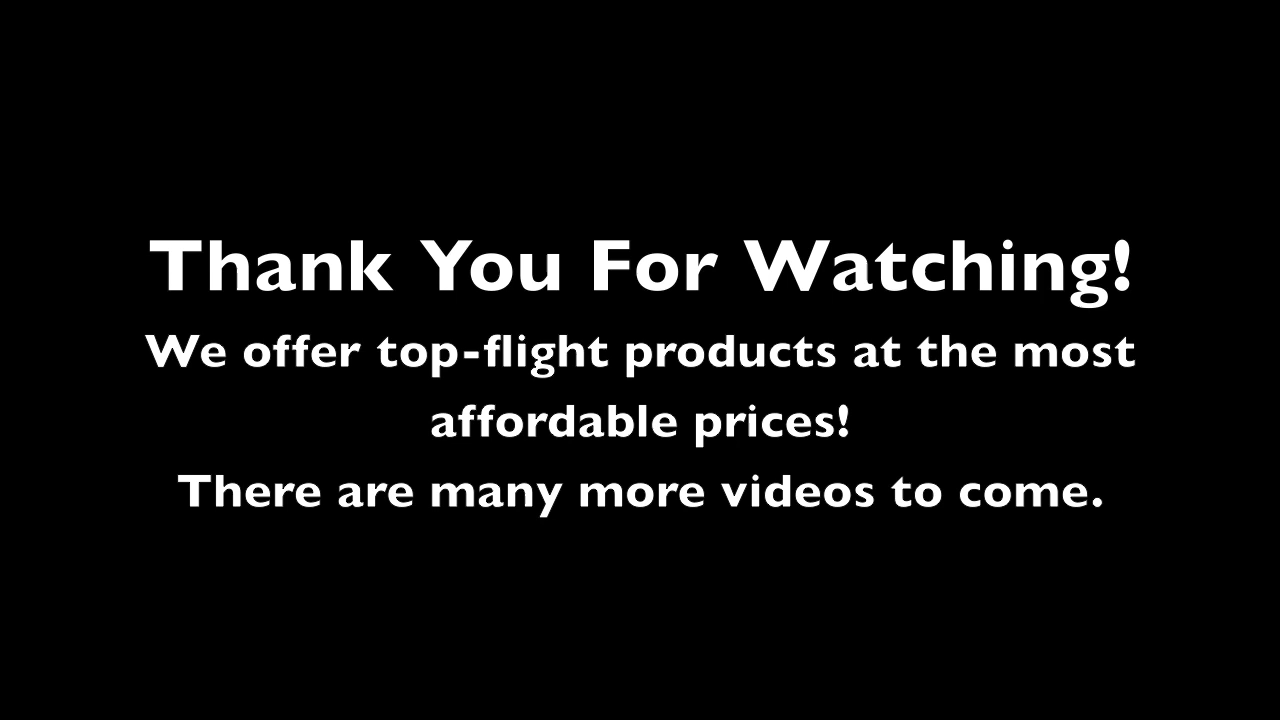 Thank You For Watching!
We offer top-flight products at the most
affordable prices!
There are many more videos to come.